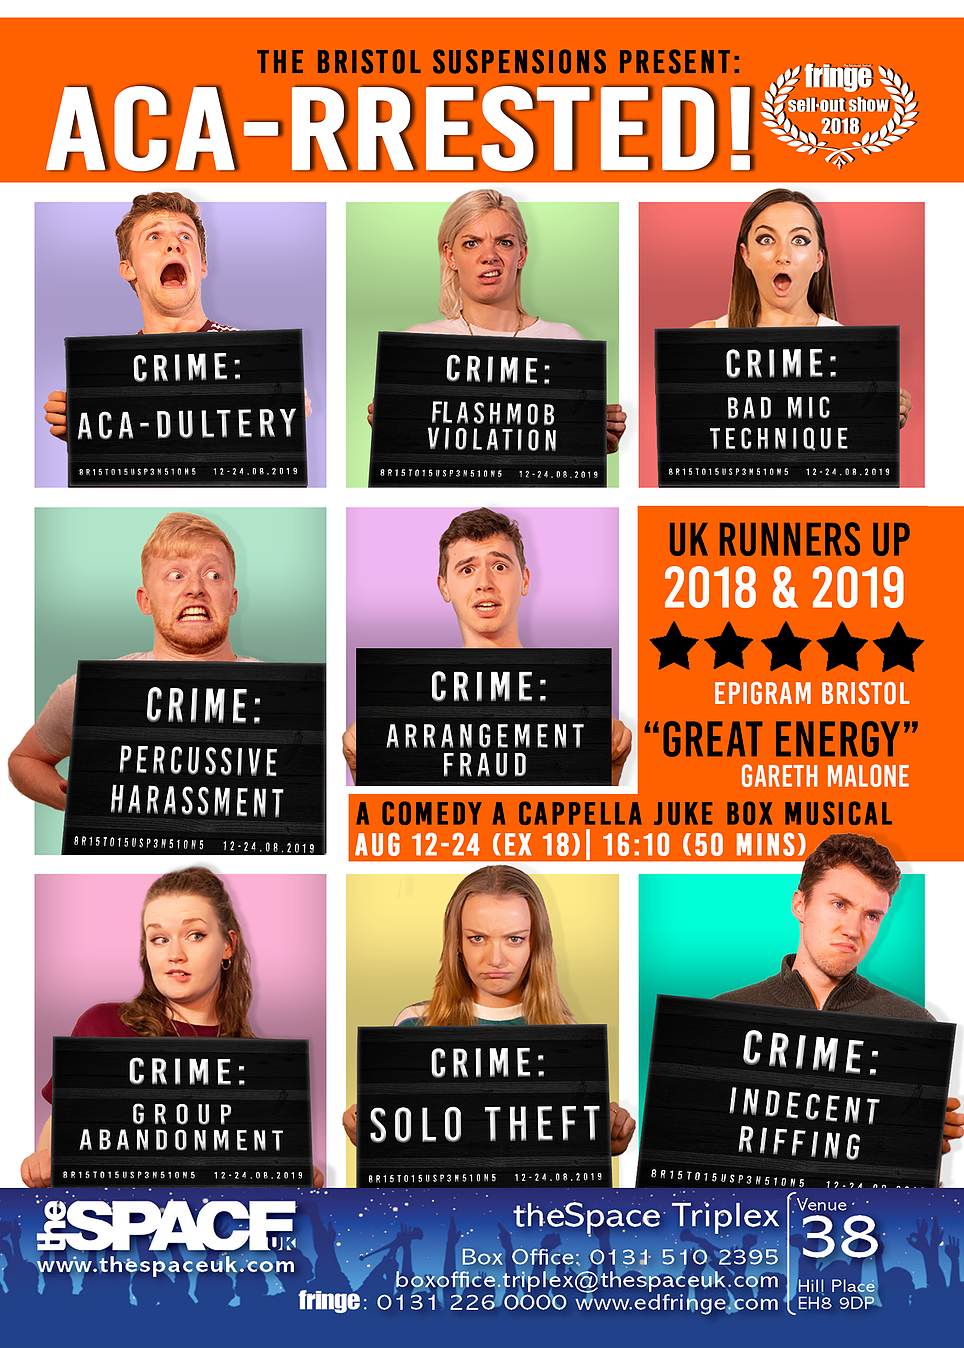 THE BRISTOL SUSPENSIONS PRESENT:
ACA-RRESTED!
fringe
sell-out show
2018
CRIME:
ACA-DULTERY
8R15T015USP3N510N5 12-24.08.2019
CRIME:
FLASHMOB
VIOLATION
8R15T015USP3N510N5 12-24.08.2019
CRIME:
BAD MIC
TECHNIQUE
8R15T015USP3N510N5 12-24.08.2019
CRIME:
PERCUSSIVE
HARASSMENT
8R15T015USP3N510N5 12-24.08.2019
CRIME:
ARRANGEMENT
FRAUD
UK RUNNERS UP
2018 & 2019
EPIGRAM BRISTOL
“GREAT ENERGY”
GARETH MALONE
A COMEDY A CAPPELLA JUKE BOX MUSICAL
AUG 12-24 (EX 18)| 16:10 (50 MINS)
CRIME:
GROUP
ABANDONMENT
8R15T015USP3N510N5 12-24.08.2019
CRIME:
SOLO THEFT
8R15T015USP3N510N5 12-24.08.2019
CRIME:
INDECENT
RIFFING
8R15T015USP3N510N5
theSPACE UK
www.thespaceuk.com
theSpace Triplex
Box Office: 0131 510 2395
boxoffice.triplex@thespaceuk.com
fringe: 0131 226 0000 www.edfringe.com
Venue
38
Hill Place
EH8 9DP